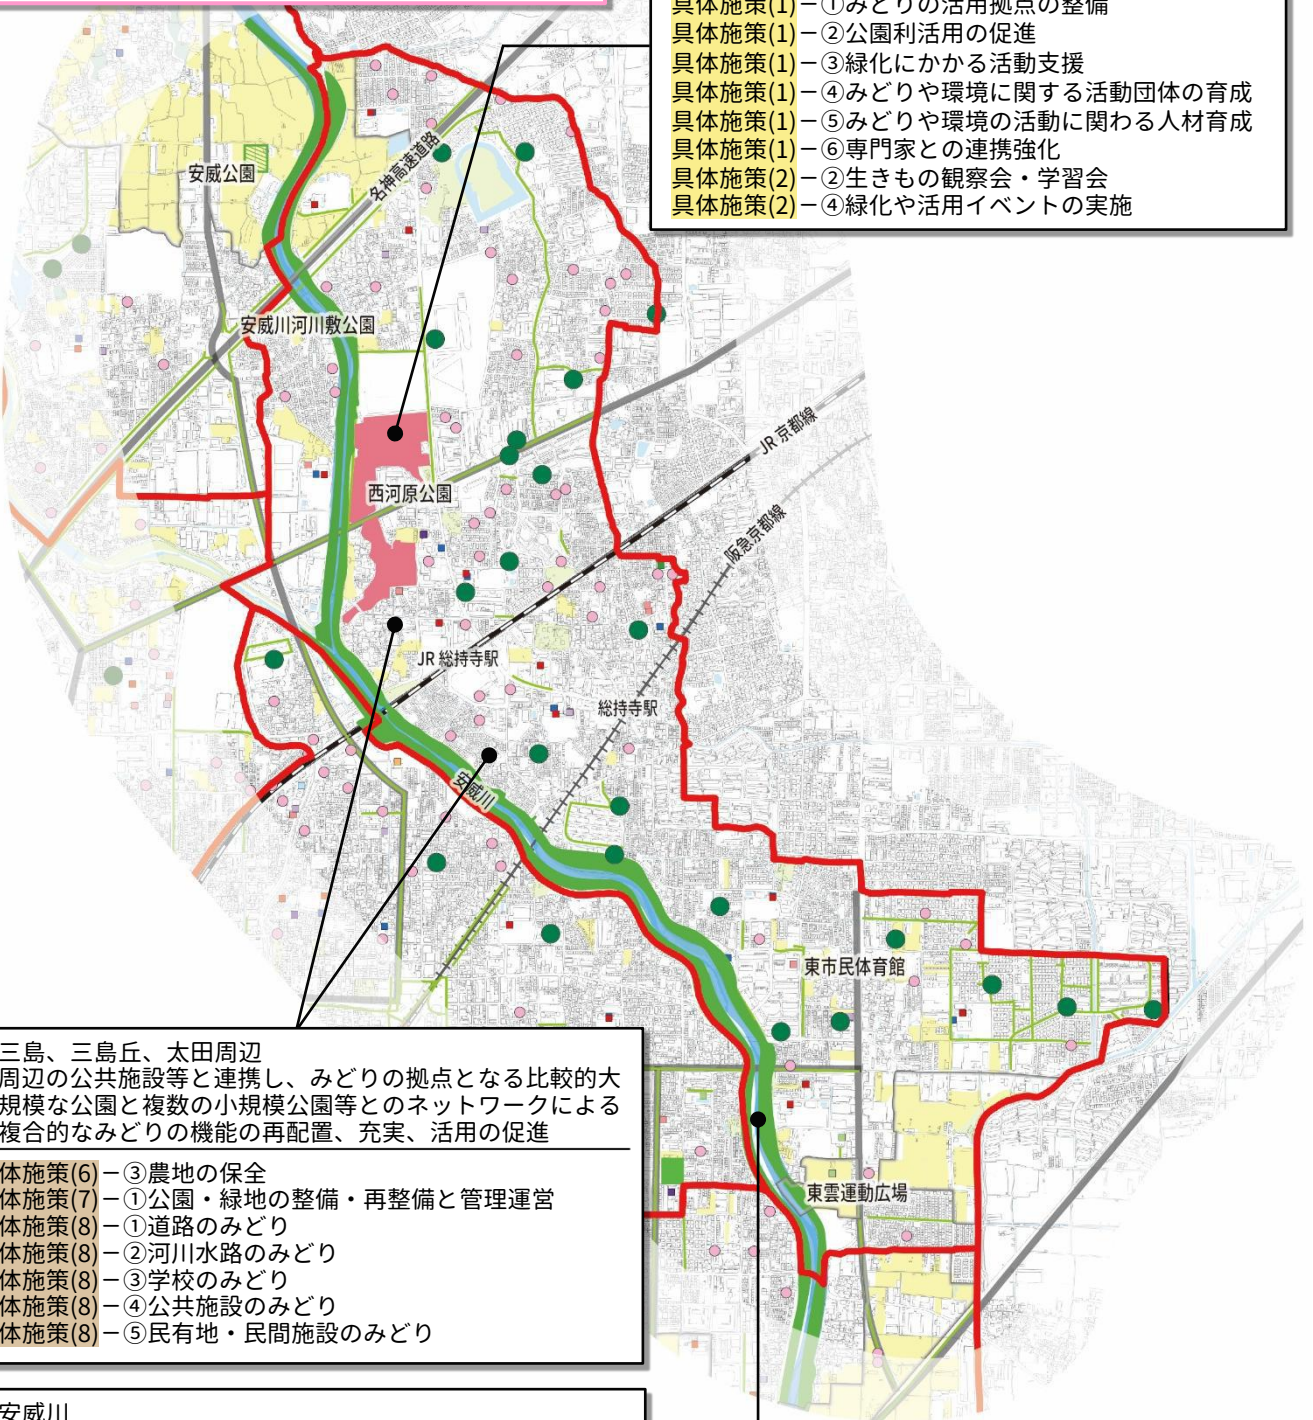 具体施策(1)－①みどりの活用拠点の整備
具体施策(1)－②公園利活用の促進
具体施策(1)－③緑化にかかる活動支援
具体施策(1)－④みどりや環境に関する活動団体の育成
具体施策(1)－⑤みどりや環境の活動に関わる人材育成
具体施策(1)－⑥専門家との連携強化
具体施策(2)－②生きもの観察会・学習会
具体施策(2)－④緑化や活用イベントの実施
名神高速道路
安威公園
安威川河川敷公園
JR 京都線
西河原公園
阪急京都線
JR 総持寺駅
総持寺駅
安威川
東市民体育館
東雲運動広場
三島、三島丘、太田周辺
周辺の公共施設等と連携し、みどりの拠点となる比較的大
規模な公園と複数の小規模公園等とのネットワークによる
複合的なみどりの機能の再配置、充実、活用の促進
体施策(6)－③農地の保全
体施策(7)－①公園・緑地の整備・再整備と管理運営
体施策(8)－①道路のみどり
体施策(8)－②河川水路のみどり
体施策(8)－③学校のみどり
体施策(8)－④公共施設のみどり
体施策(8)－⑤民有地・民間施設のみどり
安威川